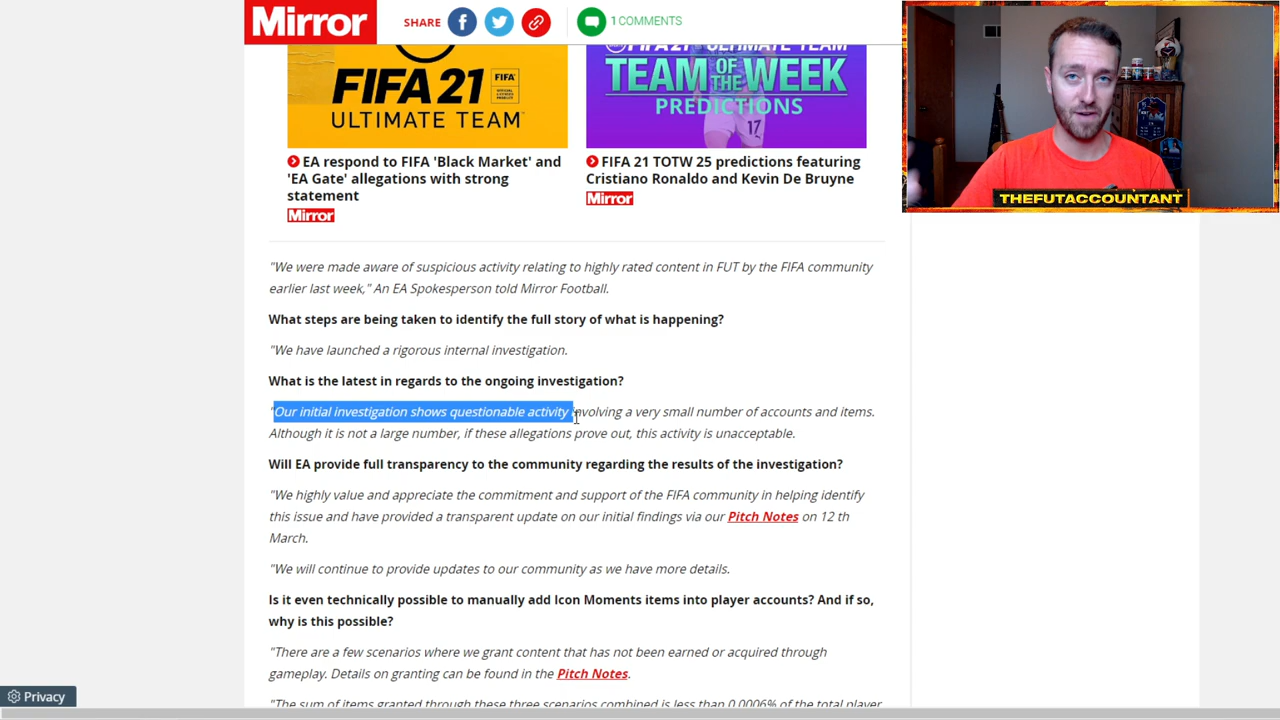 Mirror
SHARE
1 COMMENTS
FIFA 21
FIFA
OFFICIAL LICENSED PRODUCT
ULTIMATE TEAM
FIFA 21 ULTIMATE TEAM
TEAM OF THE WEEK
PREDICTIONS
17
EA respond to FIFA 'Black Market' and
'EA Gate' allegations with strong
statement
Mirror
FIFA 21 TOTW 25 predictions featuring
Cristiano Ronaldo and Kevin De Bruyne
Mirror
THEFUTACCOUNTANT
"We were made aware of suspicious activity relating to highly rated content in FUT by the FIFA community
earlier last week," An EA Spokesperson told Mirror Football.
What steps are being taken to identify the full story of what is happening?
"We have launched a rigorous internal investigation.
What is the latest in regards to the ongoing investigation?
"Our initial investigation shows questionable activity involving a very small number of accounts and items.
Although it is not a large number, if these allegations prove out, this activity is unacceptable.
Will EA provide full transparency to the community regarding the results of the investigation?
"We highly value and appreciate the commitment and support of the FIFA community in helping identify
this issue and have provided a transparent update on our initial findings via our Pitch Notes on 12 th
March.
"We will continue to provide updates to our community as we have more details.
Is it even technically possible to manually add Icon Moments items into player accounts? And if so,
why is this possible?
"There are a few scenarios where we grant content that has not been earned or acquired through
gameplay. Details on granting can be found in the Pitch Notes.
"The sum of items granted through these three scenarios combined is less than 0.0006% of the total player
Privacy